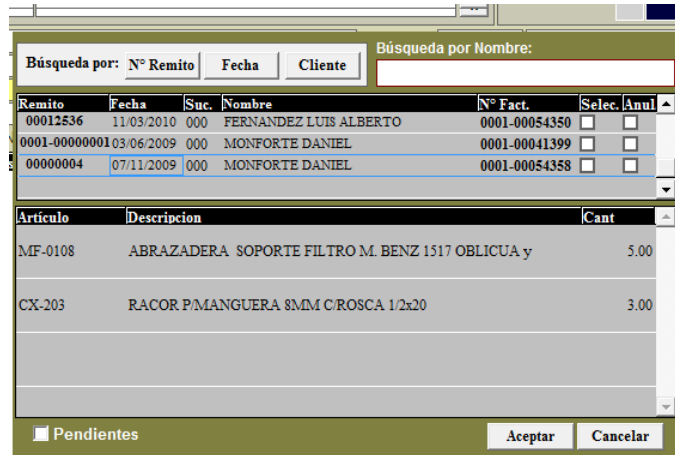 Búsqueda por Nombre:
Búsqueda por: N° Remito Fecha Cliente
Remito Fecha Suc. Nombre N° Fact. Selec. Anul
00012536 11/03/2010 000 FERNANDEZ LUIS ALBERTO 0001-00054350
0001-00000001 03/06/2009 000 MONFORTE DANIEL 0001-00041399
00000004 07/11/2009 000 MONFORTE DANIEL 0001-00054358
Artículo Descripcion Cant
MF-0108 ABRAZADERA SOPORTE FILTRO M. BENZ 1517 OBLICUA y 5.00
CX-203 RACOR P/MANGUERA 8MM C/ROSCA 1/2x20 3.00
Pendientes Aceptar Cancelar